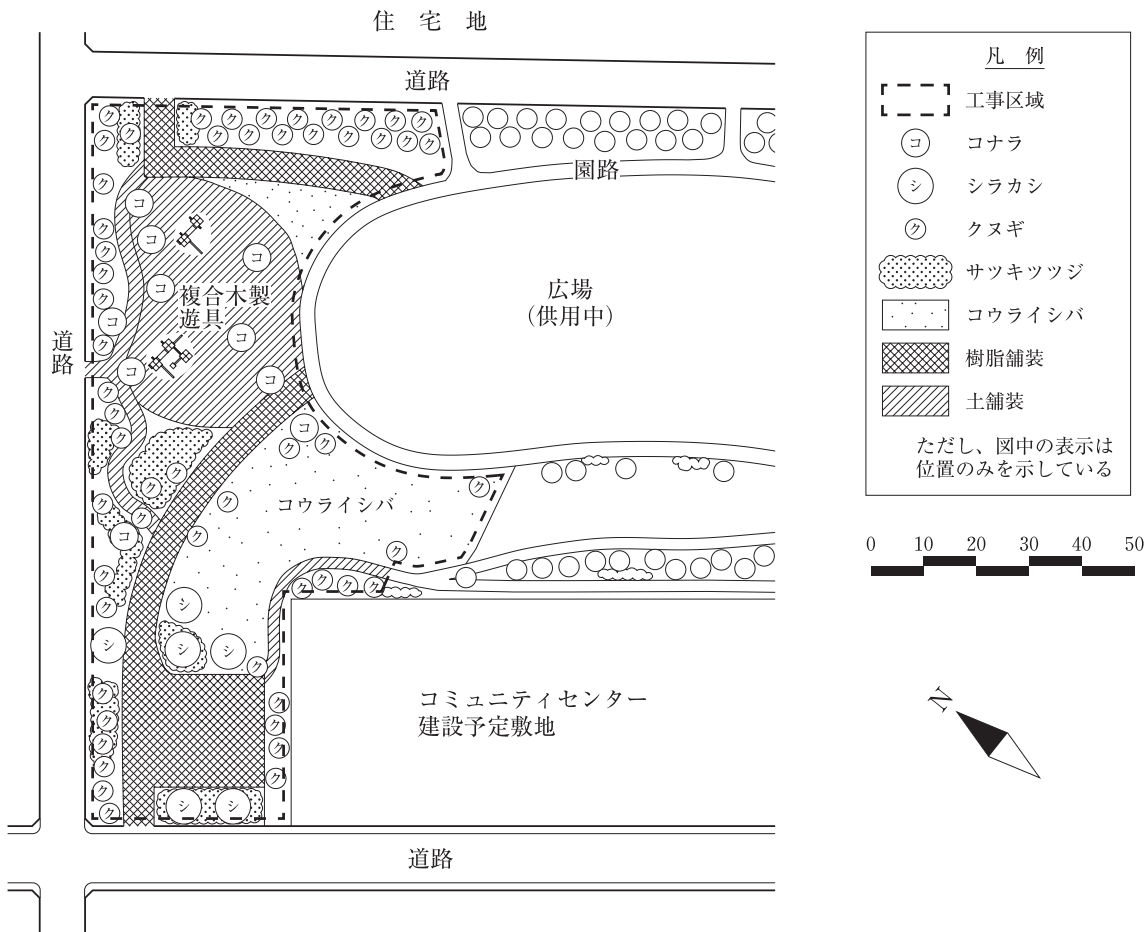 住 宅 地
道路
園路
広場
(供用中)
複合木製
遊具
道
路
コウライシバ
コミュニティセンター
建設予定敷地
道路
コ
シ
ク
凡 例
工事区域
コ コナラ
シ シラカシ
ク クヌギ
サツキツツジ
コウライシバ
樹脂舗装
土舗装
ただし、図中の表示は
位置のみを示している
0 10 20 30 40 50
N